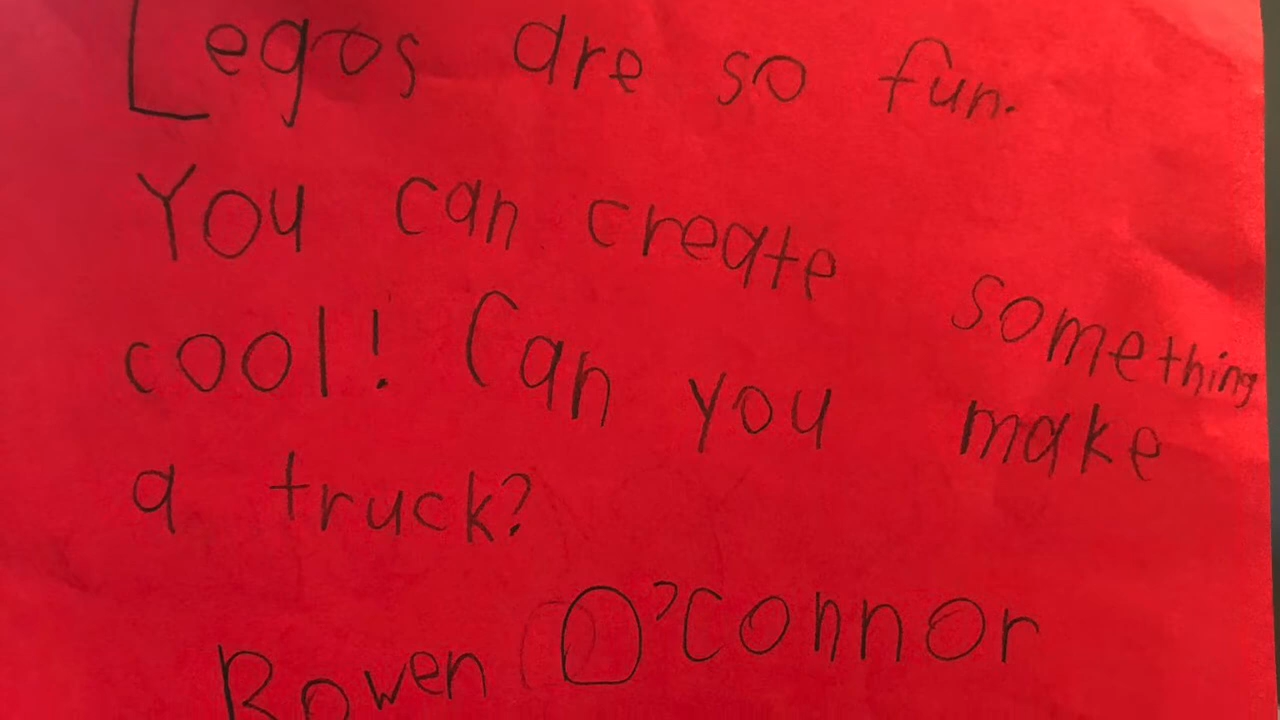 Legos are so fun.
You can create something
cool! Can you make
a truck?
Bowen O'Connor